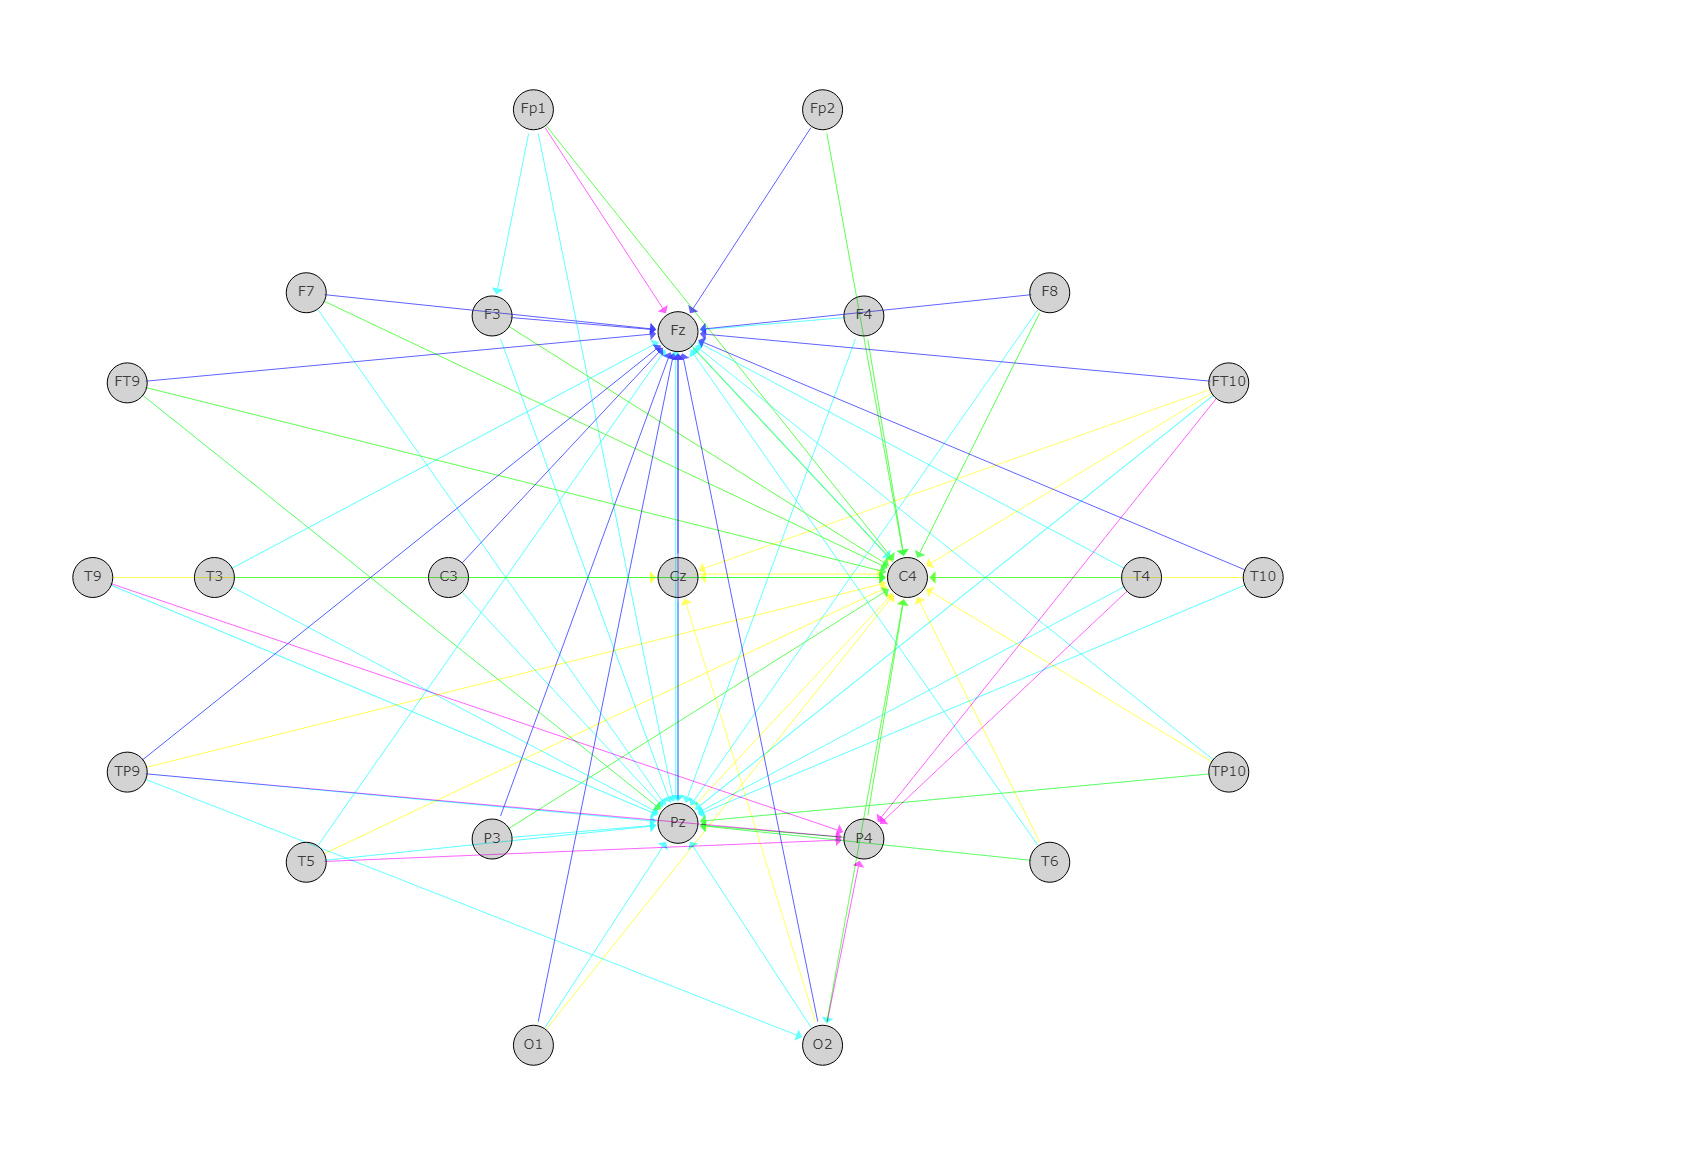 Fp1 Fp2
F7 F3 Fz F4 F8
FT9 FT10
T9 T3 C3 Cz C4 T4 T10
TP9 TP10
T5 P3 Pz P4 T6
O1 O2